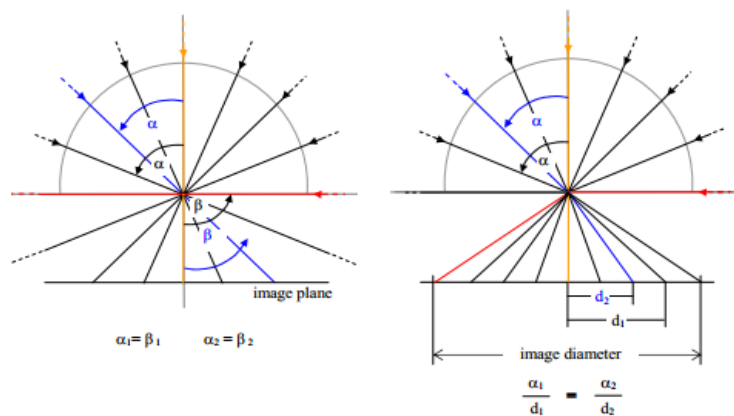 α
α
β
β
image plane
α₁ = β₁ α₂ = β₂
α
α
d₂
d₁
image diameter
α₁/d₁ = α₂/d₂